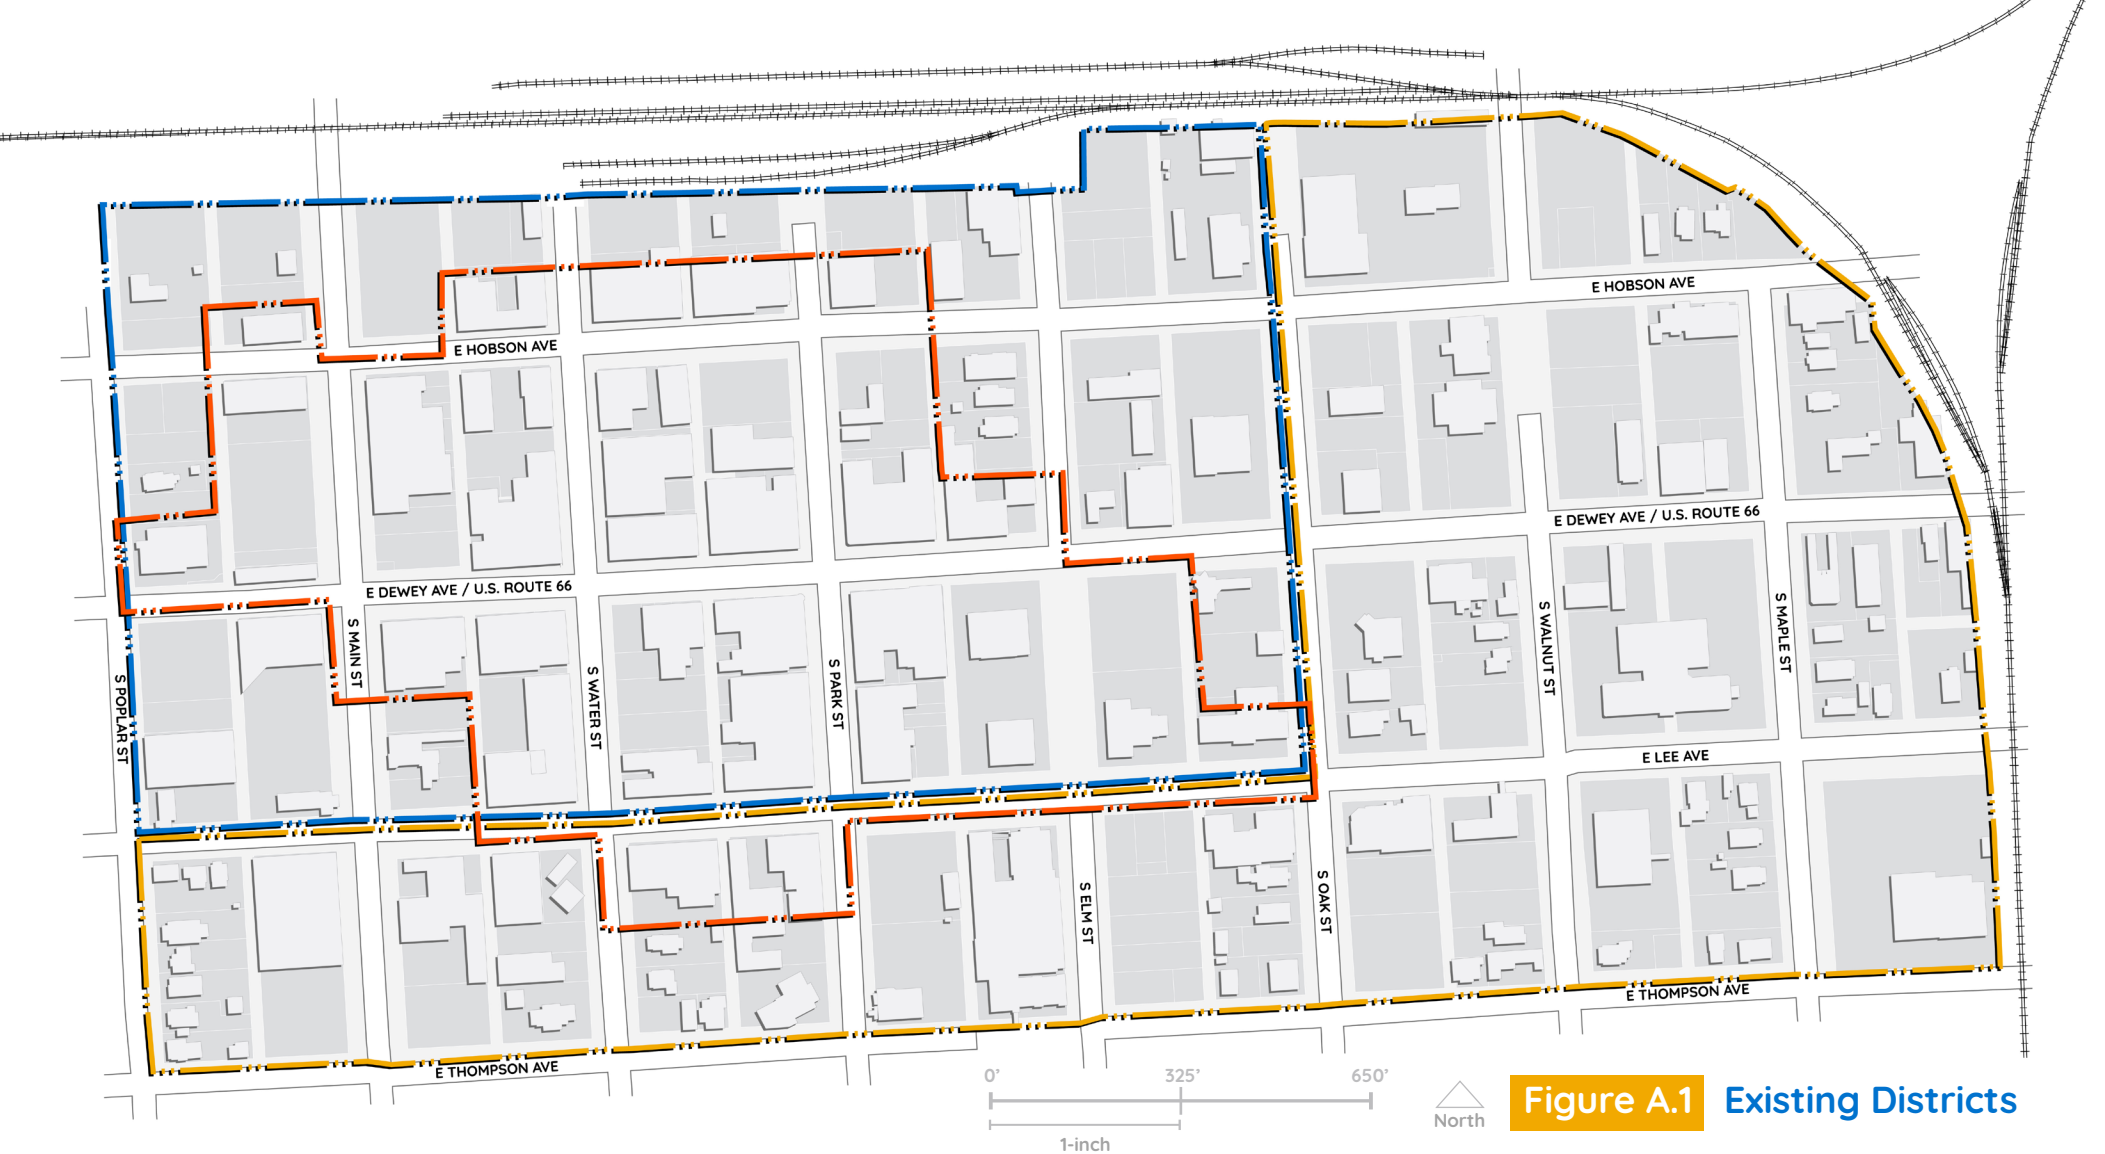 E HOBSON AVE
E HOBSON AVE
E DEWEY AVE / U.S. ROUTE 66
E DEWEY AVE / U.S. ROUTE 66
S POPLAR ST
S MAIN ST
S WATER ST
S PARK ST
S WALNUT ST
S MAPLE ST
E LEE AVE
S ELM ST
S OAK ST
E THOMPSON AVE
E THOMPSON AVE
0' 325' 650'
1-inch
North
Figure A.1 Existing Districts